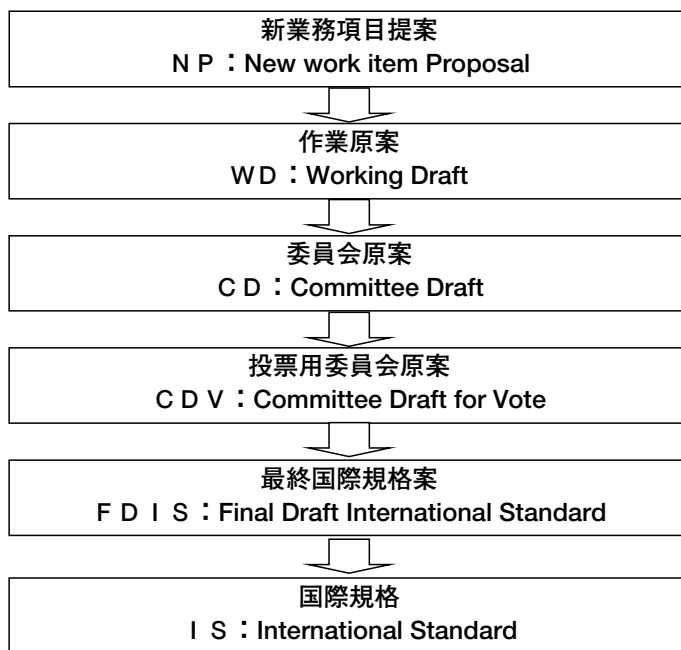 新業務項目提案
ＮＰ：New work item Proposal
作業原案
ＷＤ：Working Draft
委員会原案
ＣＤ：Committee Draft
投票用委員会原案
ＣＤＶ：Committee Draft for Vote
最終国際規格案
ＦＤＩＳ：Final Draft International Standard
国際規格
ＩＳ：International Standard